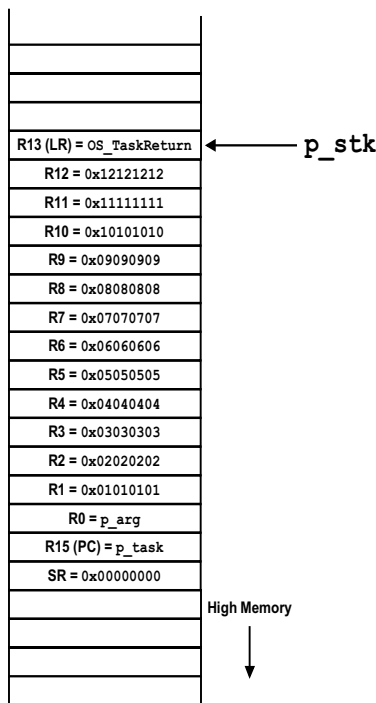 R13 (LR) = OS_TaskReturn
p_stk
R12 = 0x12121212
R11 = 0x11111111
R10 = 0x10101010
R9 = 0x09090909
R8 = 0x08080808
R7 = 0x07070707
R6 = 0x06060606
R5 = 0x05050505
R4 = 0x04040404
R3 = 0x03030303
R2 = 0x02020202
R1 = 0x01010101
R0 = p_arg
R15 (PC) = p_task
SR = 0x00000000
High Memory